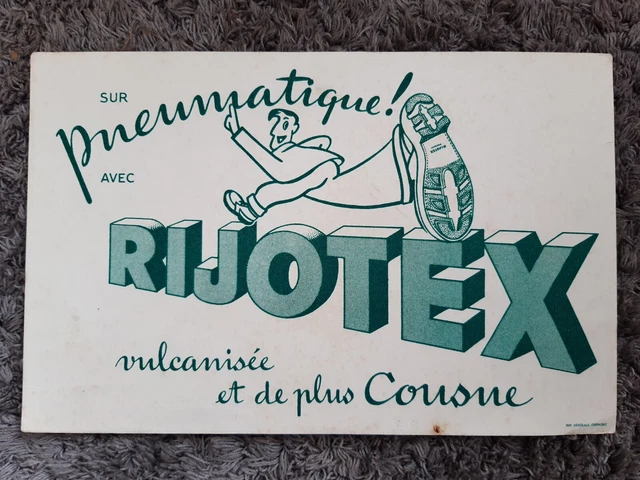 SUR
pneumatique!
AVEC
RIJOTEX
vulcanisée
et de plus Cousue